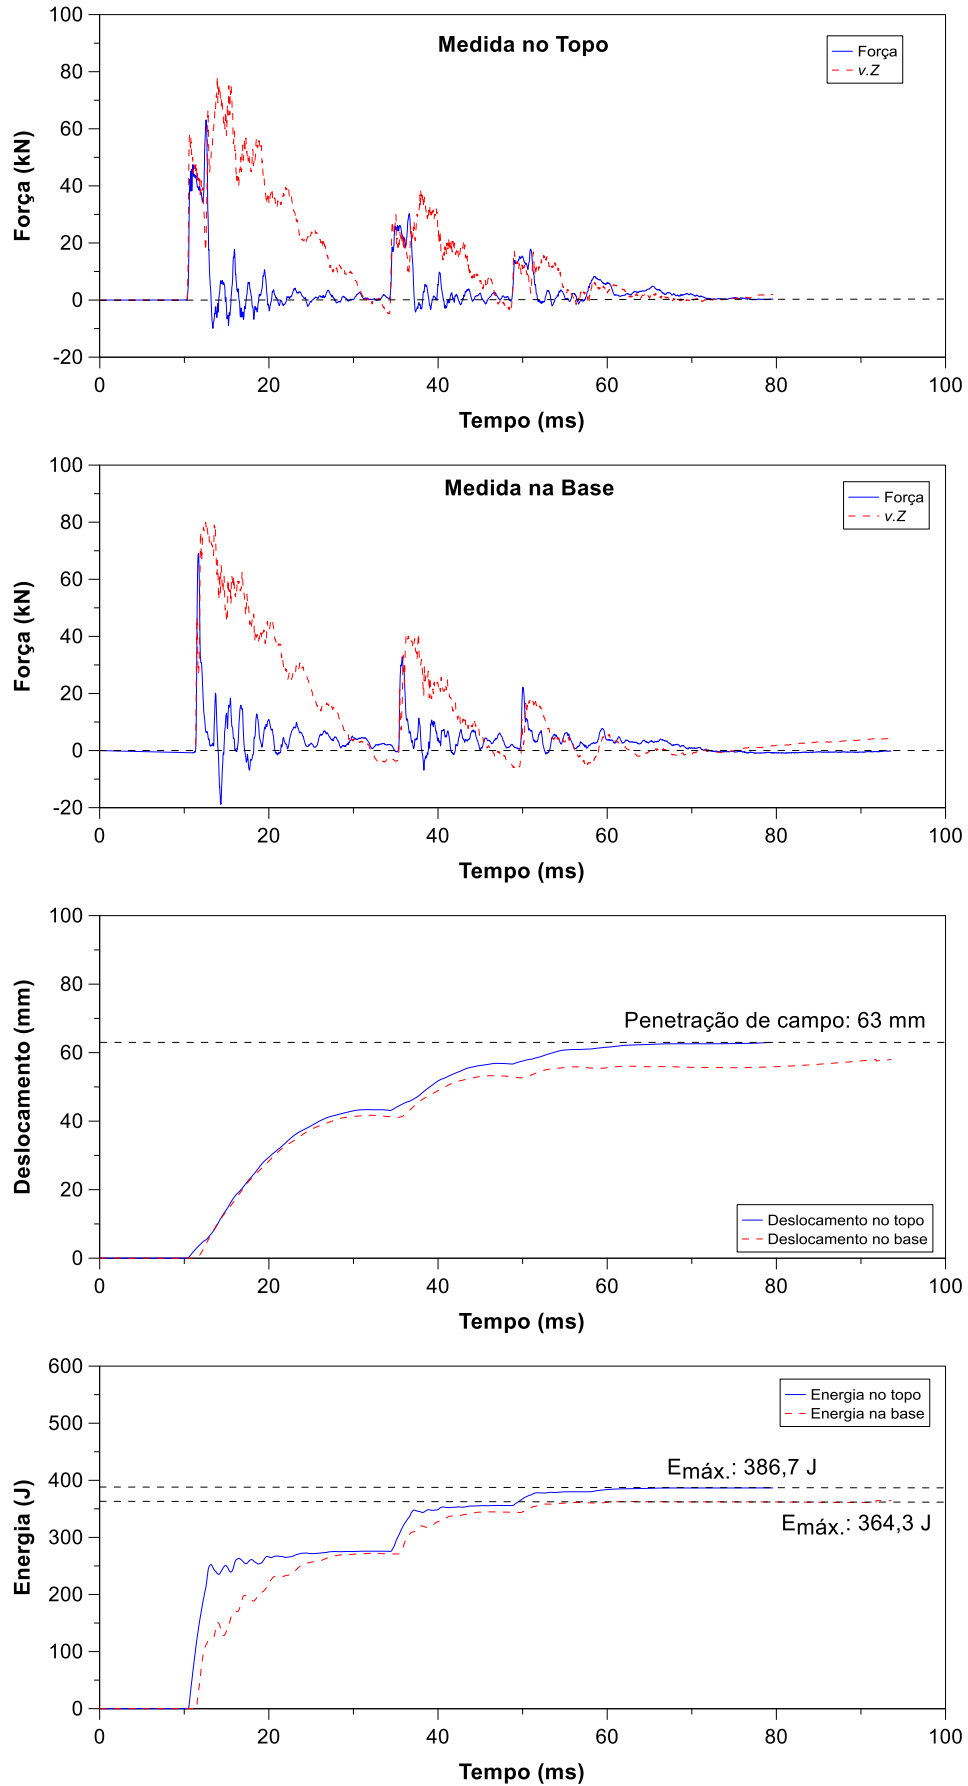 Medida no Topo
Força
v.Z
Força (kN)
100
80
60
40
20
0
-20
0
20
40
60
80
100
Tempo (ms)
Medida na Base
Força
v.Z
Força (kN)
100
80
60
40
20
0
-20
0
20
40
60
80
100
Tempo (ms)
Penetração de campo: 63 mm
Deslocamento (mm)
100
80
60
40
20
0
Deslocamento no topo
Deslocamento no base
0
20
40
60
80
100
Tempo (ms)
Energia no topo
Energia na base
Emáx.: 386,7 J
Emáx.: 364,3 J
Energia (J)
600
500
400
300
200
100
0
0
20
40
60
80
100
Tempo (ms)